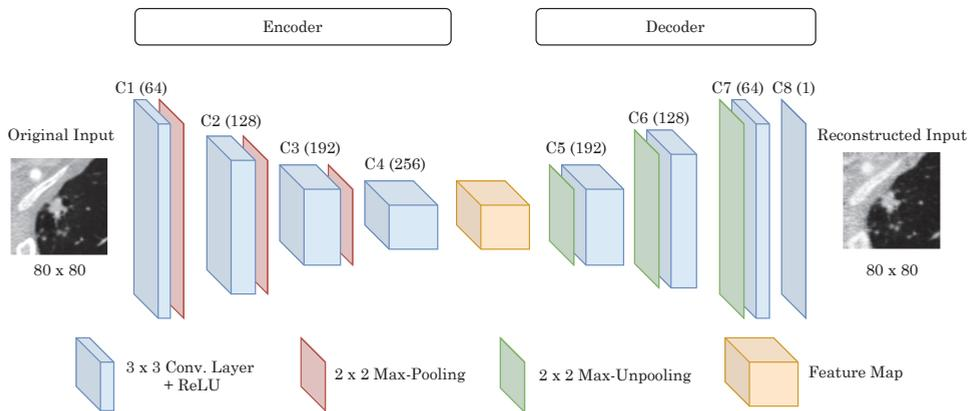 Encoder
Decoder
C1 (64)
C2 (128)
C3 (192)
C4 (256)
C5 (192)
C6 (128)
C7 (64)
C8 (1)
Original Input
80 x 80
Reconstructed Input
80 x 80
3 x 3 Conv. Layer
+ ReLU
2 x 2 Max-Pooling
2 x 2 Max-Unpooling
Feature Map